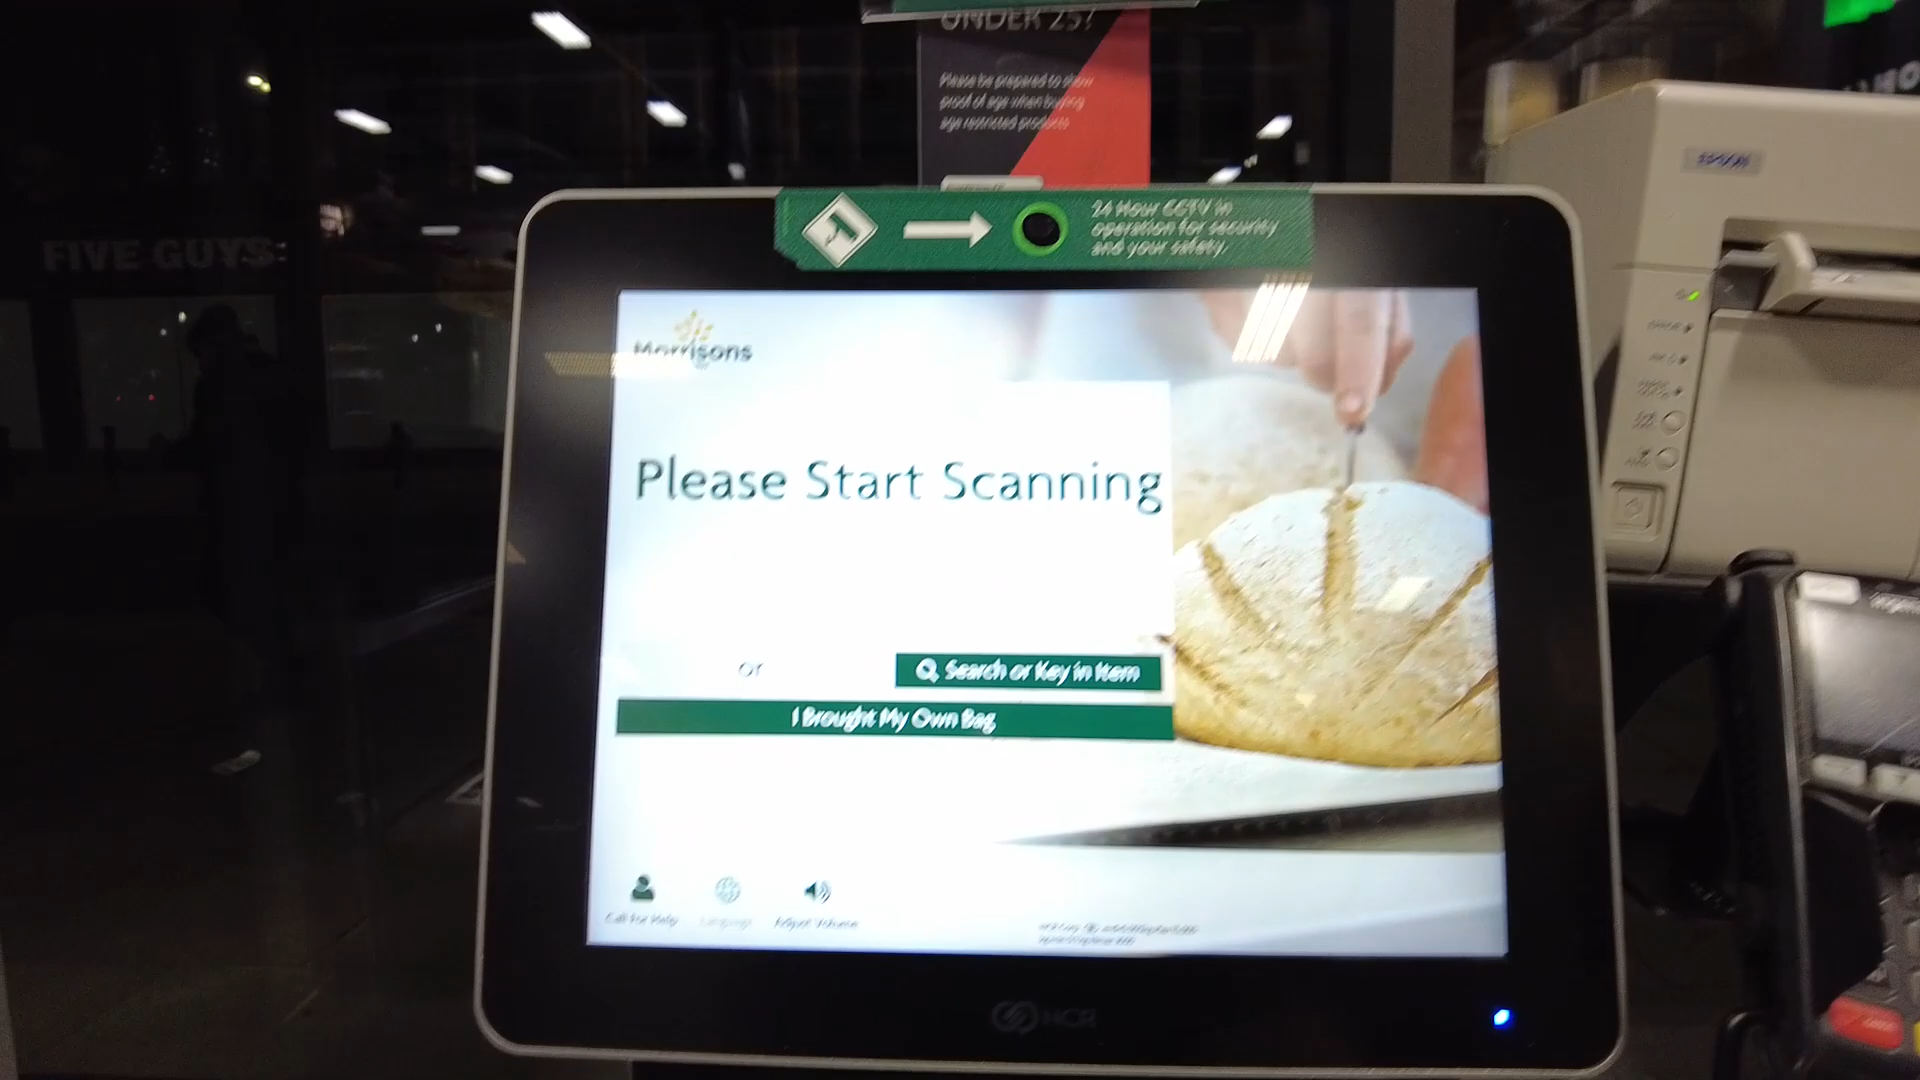 UNDER 25?
Please be prepared to show
proof of age when buying
age restricted products
24 Hour CCTV in
operation for security
and your safety.
EPSON
FIVE GUYS
Morrisons
Please Start Scanning
or
Search or Key in Item
I Brought My Own Bag
Call For Help
Language
Adjust Volume
NCR